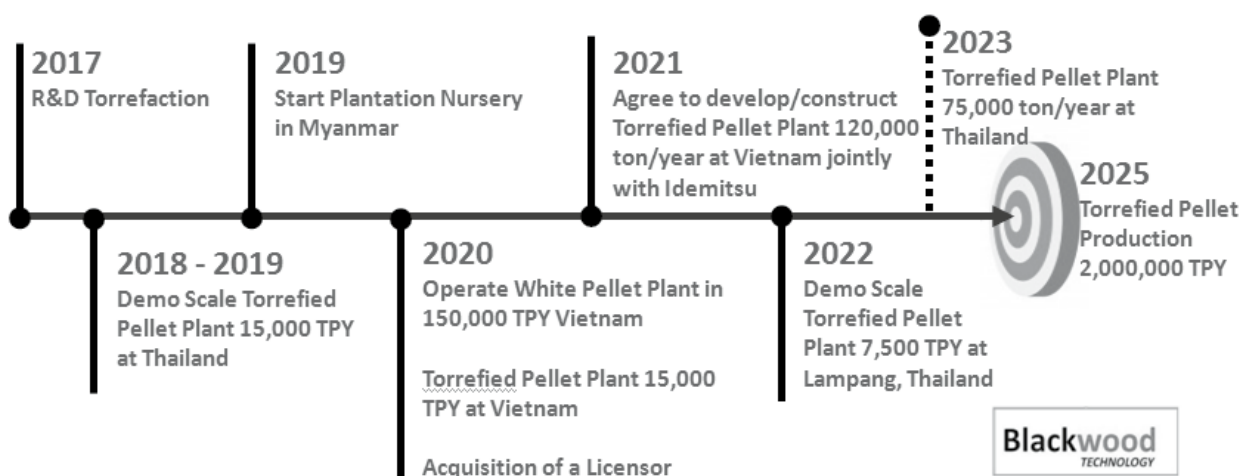 2017
R&D Torrefaction
2018 - 2019
Demo Scale Torrefied
Pellet Plant 15,000 TPY
at Thailand
2019
Start Plantation Nursery
in Myanmar
2020
Operate White Pellet Plant in
150,000 TPY Vietnam
Torrefied Pellet Plant 15,000
TPY at Vietnam
Acquisition of a Licensor
2021
Agree to develop/construct
Torrefied Pellet Plant 120,000
ton/year at Vietnam jointly
with Idemitsu
2022
Demo Scale
Torrefied Pellet
Plant 7,500 TPY at
Lampang, Thailand
2023
Torrefied Pellet Plant
75,000 ton/year at
Thailand
2025
Torrefied Pellet
Production
2,000,000 TPY
Blackwood
TECHNOLOGY